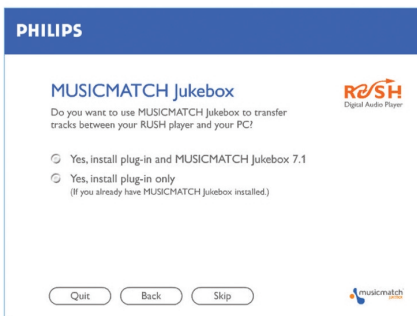 PHILIPS
MUSICMATCH Jukebox
RUSH
Digital Audio Player
Do you want to use MUSICMATCH Jukebox to transfer
tracks between your RUSH player and your PC?
Yes, install plug-in and MUSICMATCH Jukebox 7.1
Yes, install plug-in only
(If you already have MUSICMATCH Jukebox installed.)
Quit
Back
Skip
musicmatch